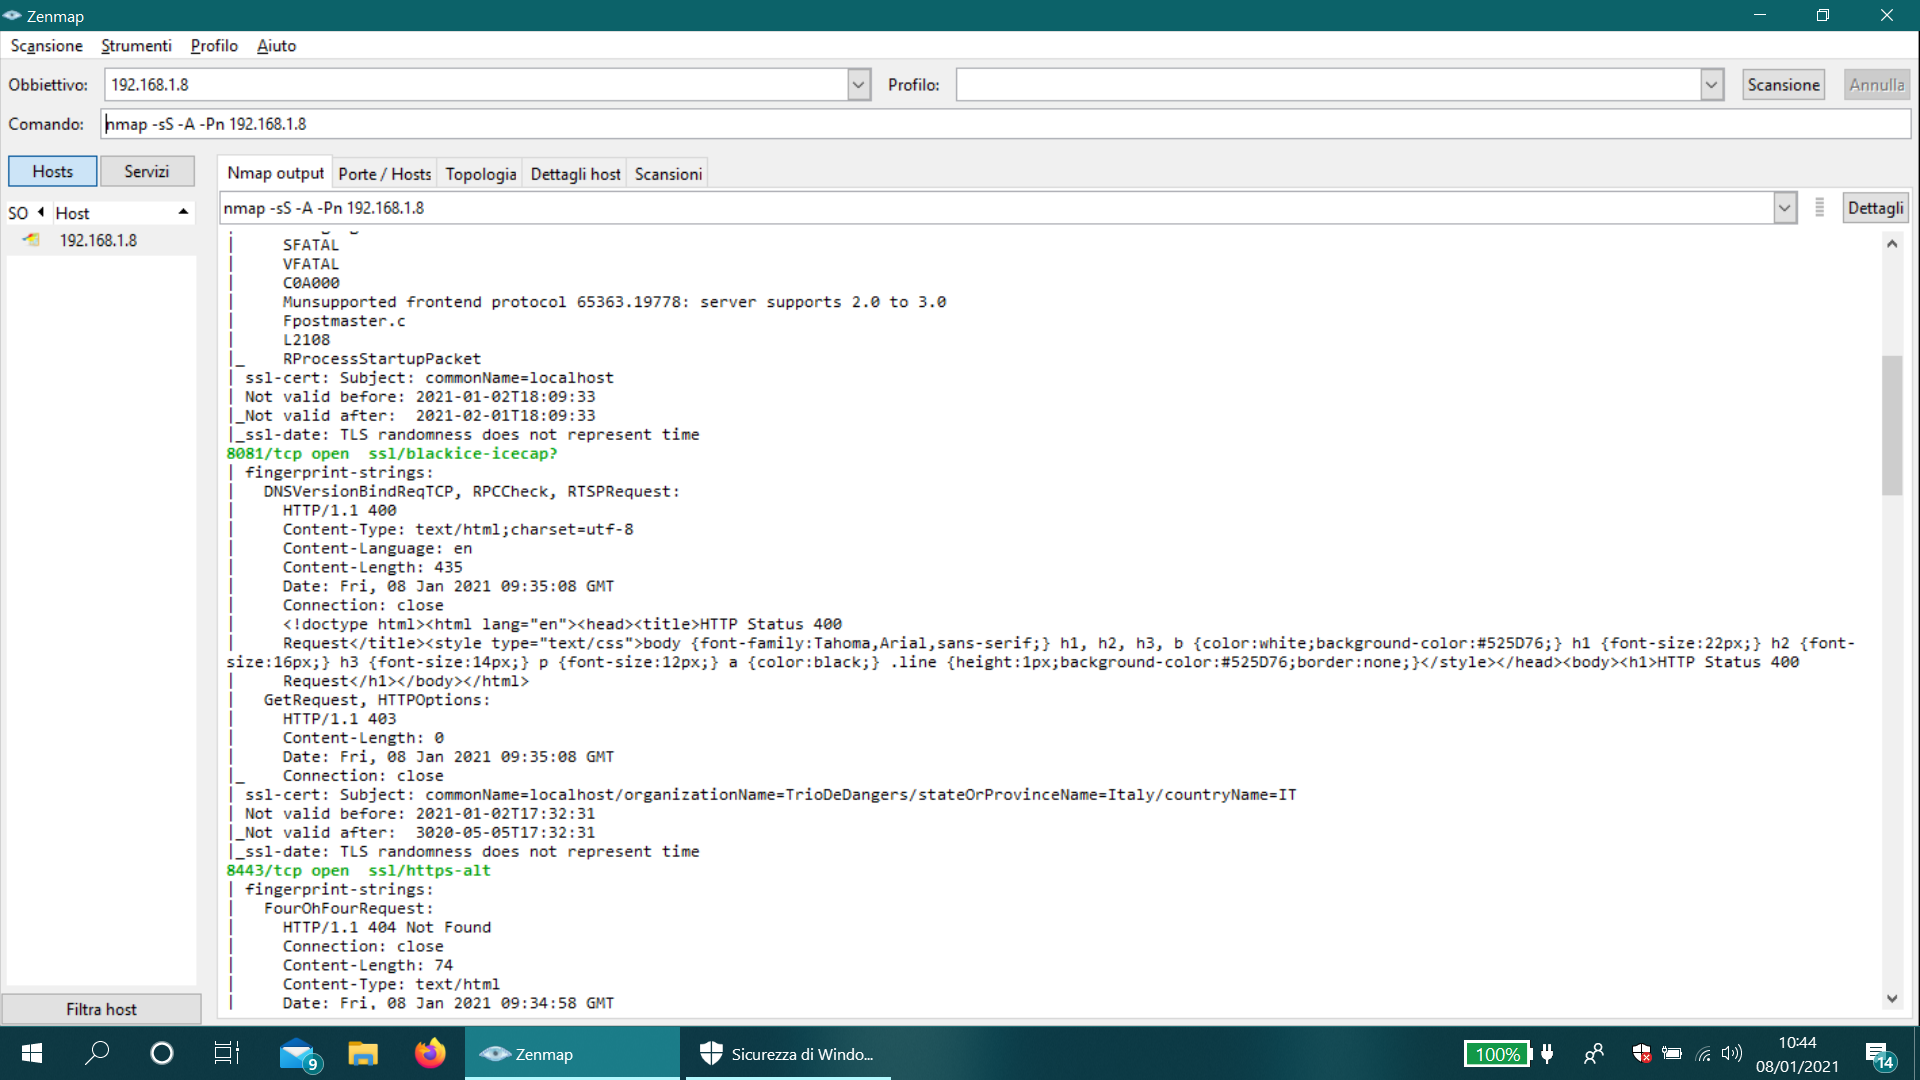 Zenmap
Scansione Strumenti Profilo Aiuto
Obbiettivo: 192.168.1.8 Profilo: Scansione Annulla
Comando: nmap -sS -A -Pn 192.168.1.8
Hosts Servizi Nmap output Porte / Hosts Topologia Dettagli host Scansioni
nmap -sS -A -Pn 192.168.1.8 Dettagli
SO Host
192.168.1.8
| SFATAL
| VFATAL
| C0A000
| Munsupported frontend protocol 65363.19778: server supports 2.0 to 3.0
| Fpostmaster.c
| L2108
|_ RProcessStartupPacket
| ssl-cert: Subject: commonName=localhost
| Not valid before: 2021-01-02T18:09:33
|_Not valid after:  2021-02-01T18:09:33
|_ssl-date: TLS randomness does not represent time
8081/tcp open  ssl/blackice-icecap?
| fingerprint-strings:
| DNSVersionBindReqTCP, RPCCheck, RTSPRequest:
| HTTP/1.1 400
| Content-Type: text/html;charset=utf-8
| Content-Language: en
| Content-Length: 435
| Date: Fri, 08 Jan 2021 09:35:08 GMT
| Connection: close
| <!doctype html><html lang="en"><head><title>HTTP Status 400
| Request</title><style type="text/css">body {font-family:Tahoma,Arial,sans-serif;} h1, h2, h3, b {color:white;background-color:#525D76;} h1 {font-size:22px;} h2 {font-
size:16px;} h3 {font-size:14px;} p {font-size:12px;} a {color:black;} .line {height:1px;background-color:#525D76;border:none;}</style></head><body><h1>HTTP Status 400
| Request</h1></body></html>
| GetRequest, HTTPOptions:
| HTTP/1.1 403
| Content-Length: 0
| Date: Fri, 08 Jan 2021 09:35:08 GMT
|_ Connection: close
| ssl-cert: Subject: commonName=localhost/organizationName=TrioDeDangers/stateOrProvinceName=Italy/countryName=IT
| Not valid before: 2021-01-02T17:32:31
|_Not valid after:  3020-05-05T17:32:31
|_ssl-date: TLS randomness does not represent time
8443/tcp open  ssl/https-alt
| fingerprint-strings:
| FourOhFourRequest:
| HTTP/1.1 404 Not Found
| Connection: close
| Content-Length: 74
| Content-Type: text/html
| Date: Fri, 08 Jan 2021 09:34:58 GMT
Filtra host
9 Zenmap Sicurezza di Windo... 100% 10:44
08/01/2021 14